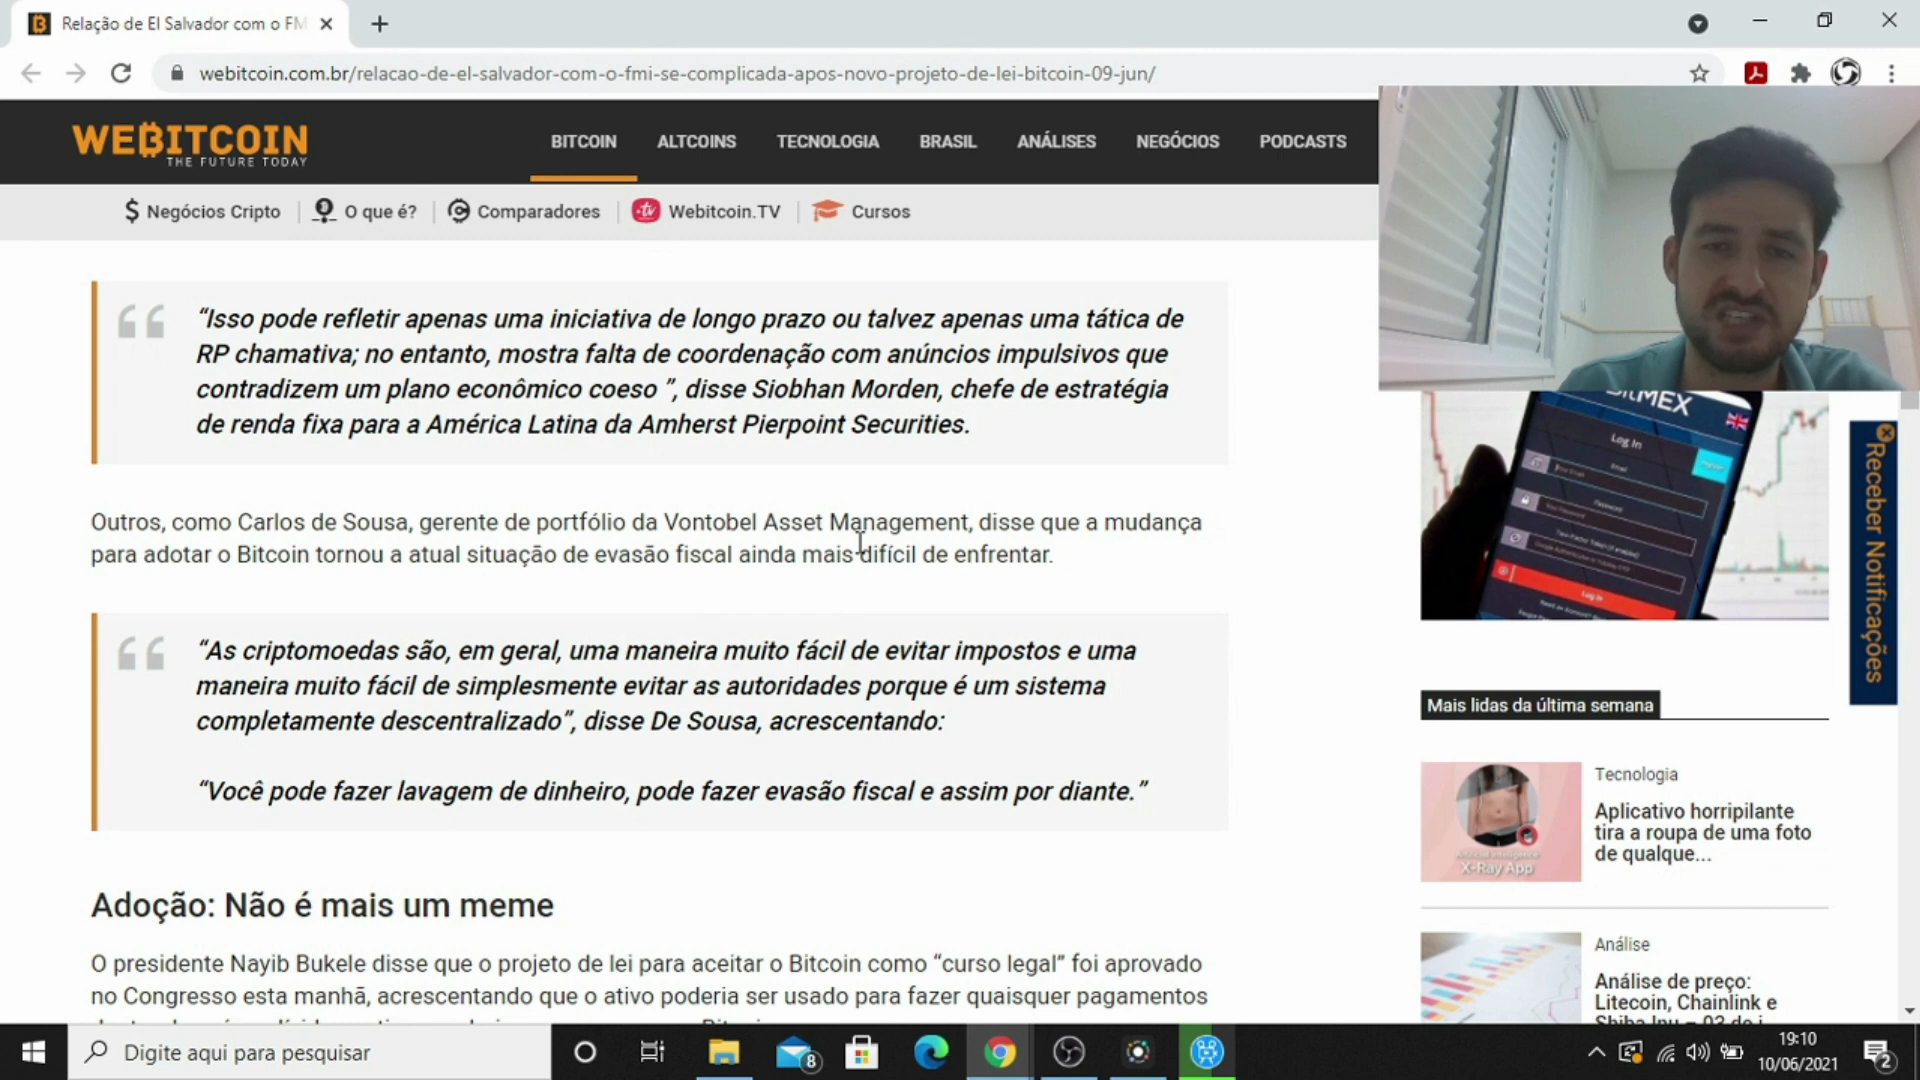 Relação de El Salvador com o FM
webitcoin.com.br/relacao-de-el-salvador-com-o-fmi-se-complicada-apos-novo-projeto-de-lei-bitcoin-09-jun/
WEBITCOIN
THE FUTURE TODAY
BITCOIN ALTCOINS TECNOLOGIA BRASIL ANÁLISES NEGÓCIOS PODCASTS
Negócios Cripto O que é? Comparadores Webitcoin.TV Cursos
“Isso pode refletir apenas uma iniciativa de longo prazo ou talvez apenas uma tática de
RP chamativa; no entanto, mostra falta de coordenação com anúncios impulsivos que
contradizem um plano econômico coeso ”, disse Siobhan Morden, chefe de estratégia
de renda fixa para a América Latina da Amherst Pierpoint Securities.
Outros, como Carlos de Sousa, gerente de portfólio da Vontobel Asset Management, disse que a mudança
para adotar o Bitcoin tornou a atual situação de evasão fiscal ainda mais difícil de enfrentar.
“As criptomoedas são, em geral, uma maneira muito fácil de evitar impostos e uma
maneira muito fácil de simplesmente evitar as autoridades porque é um sistema
completamente descentralizado”, disse De Sousa, acrescentando:
“Você pode fazer lavagem de dinheiro, pode fazer evasão fiscal e assim por diante.”
Adoção: Não é mais um meme
O presidente Nayib Bukele disse que o projeto de lei para aceitar o Bitcoin como “curso legal” foi aprovado
no Congresso esta manhã, acrescentando que o ativo poderia ser usado para fazer quaisquer pagamentos
BitMEX
Log In
Email
Password
Log In
Receber Notificações
Mais lidas da última semana
Tecnologia
Aplicativo horripilante
tira a roupa de uma foto
de qualque...
X-Ray App
Análise
Análise de preço:
Litecoin, Chainlink e
Digite aqui para pesquisar
8
19:10
10/06/2021
2